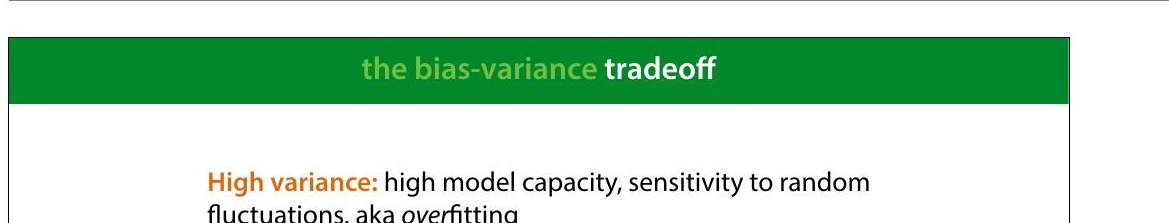 the bias-variance tradeoff
High variance: high model capacity, sensitivity to random
fluctuations, aka overfitting